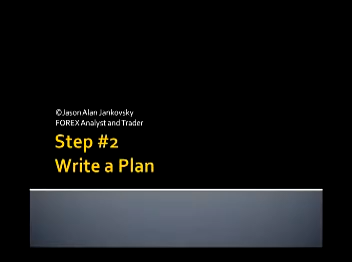 ©Jason Alan Jankovsky
FOREX Analyst and Trader
Step #2
Write a Plan